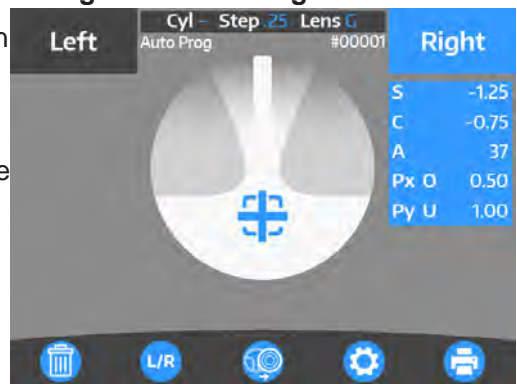 Cyl - Step .25 Lens G
Left
Auto Prog
#00001
Right
S -1.25
C -0.75
A 37
Px O 0.50
Py U 1.00
L/R